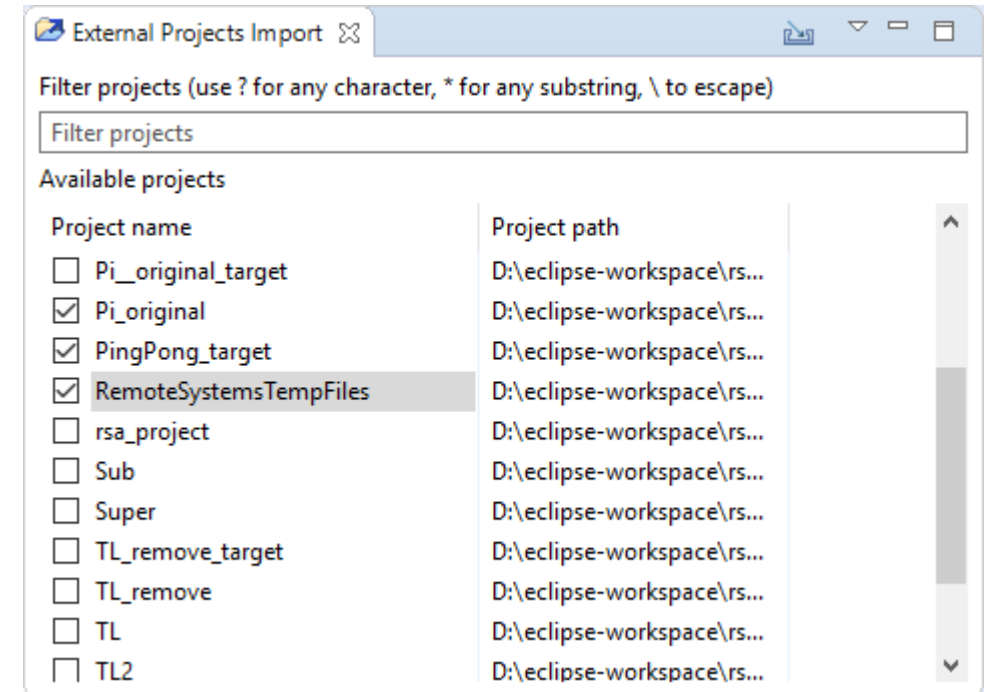 External Projects Import
Filter projects (use ? for any character, * for any substring, \ to escape)
Filter projects
Available projects
Project name Project path
Pi__original_target D:\eclipse-workspace\rs...
Pi_original D:\eclipse-workspace\rs...
PingPong_target D:\eclipse-workspace\rs...
RemoteSystemsTempFiles D:\eclipse-workspace\rs...
rsa_project D:\eclipse-workspace\rs...
Sub D:\eclipse-workspace\rs...
Super D:\eclipse-workspace\rs...
TL_remove_target D:\eclipse-workspace\rs...
TL_remove D:\eclipse-workspace\rs...
TL D:\eclipse-workspace\rs...
TL2 D:\eclipse-workspace\rs...